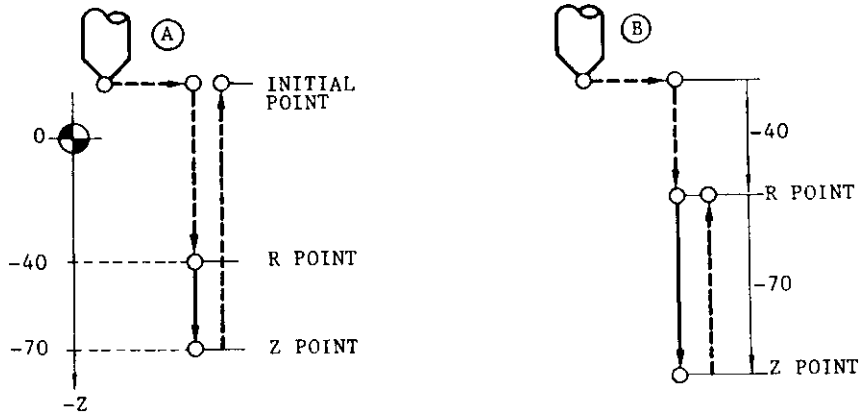 A
INITIAL
POINT
0
-40
R POINT
-70
Z POINT
-Z
B
-40
R POINT
-70
Z POINT